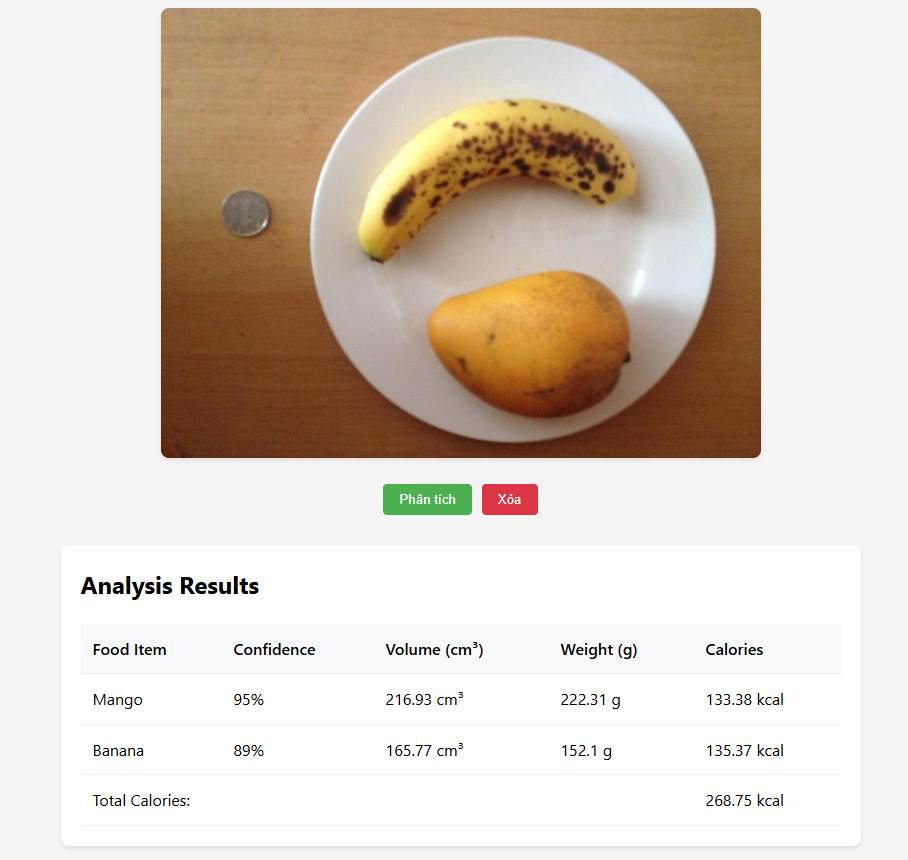 Phân tích Xóa
Analysis Results
Food Item Confidence Volume (cm³) Weight (g) Calories
Mango 95% 216.93 cm³ 222.31 g 133.38 kcal
Banana 89% 165.77 cm³ 152.1 g 135.37 kcal
Total Calories: 268.75 kcal